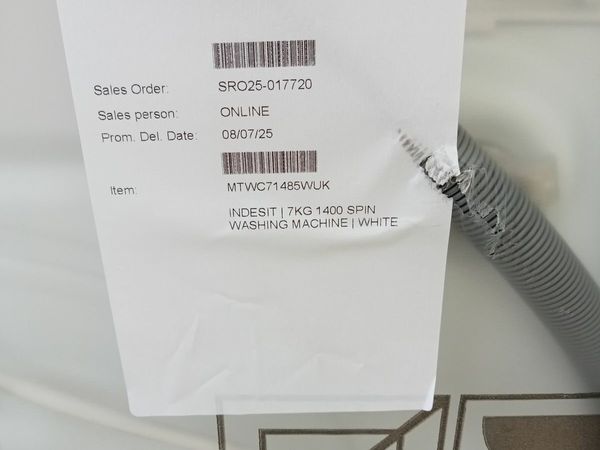 Sales Order: SRO25-017720
Sales person: ONLINE
Prom. Del. Date: 08/07/25
Item: MTWC71485WUK
INDESIT | 7KG 1400 SPIN
WASHING MACHINE | WHITE